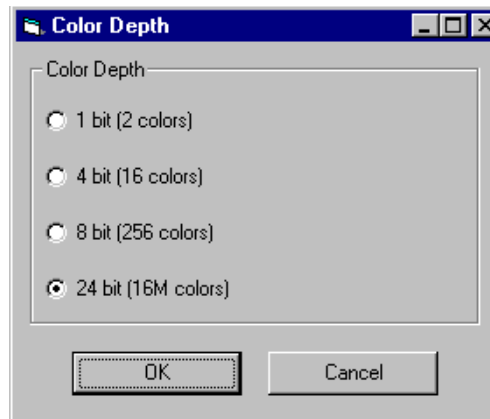 Color Depth
Color Depth
1 bit (2 colors)
4 bit (16 colors)
8 bit (256 colors)
24 bit (16M colors)
OK Cancel